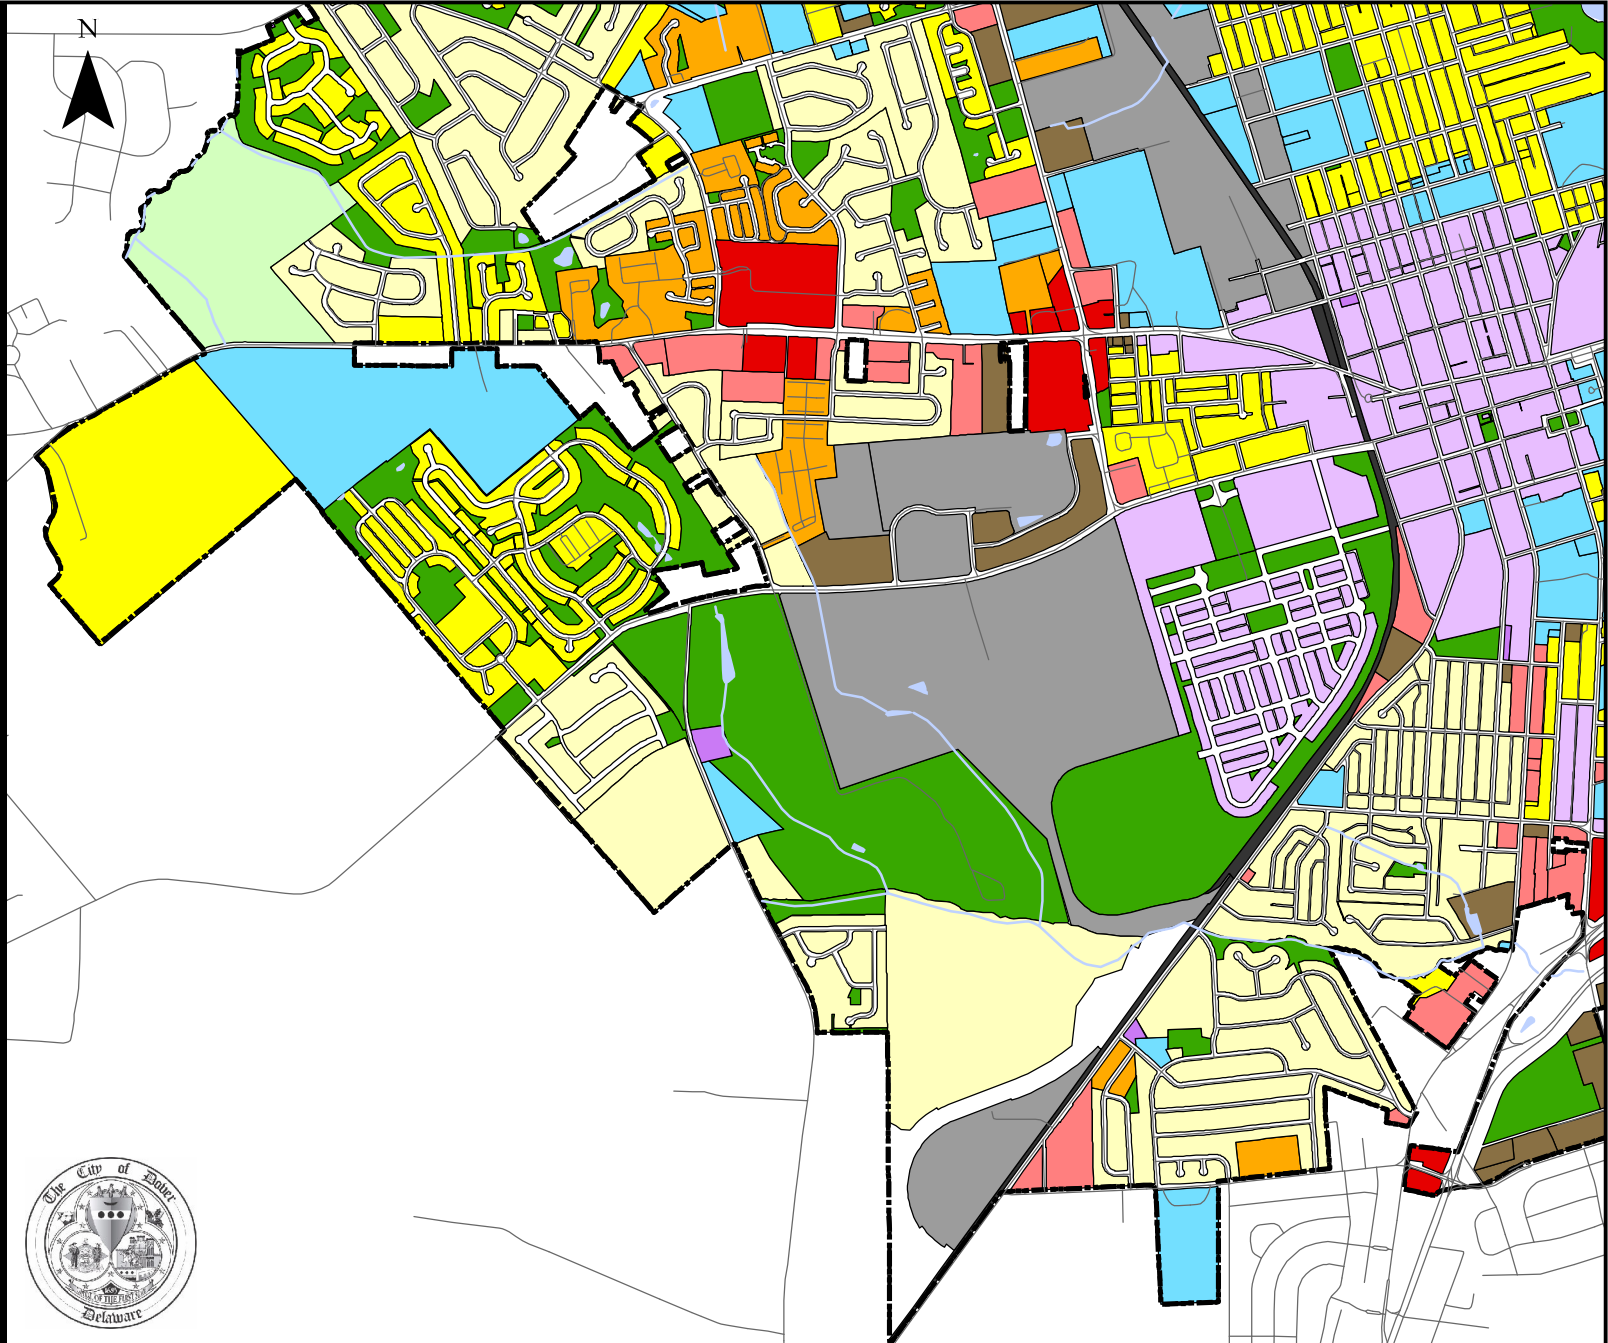 N
The City of Dover
Delaware